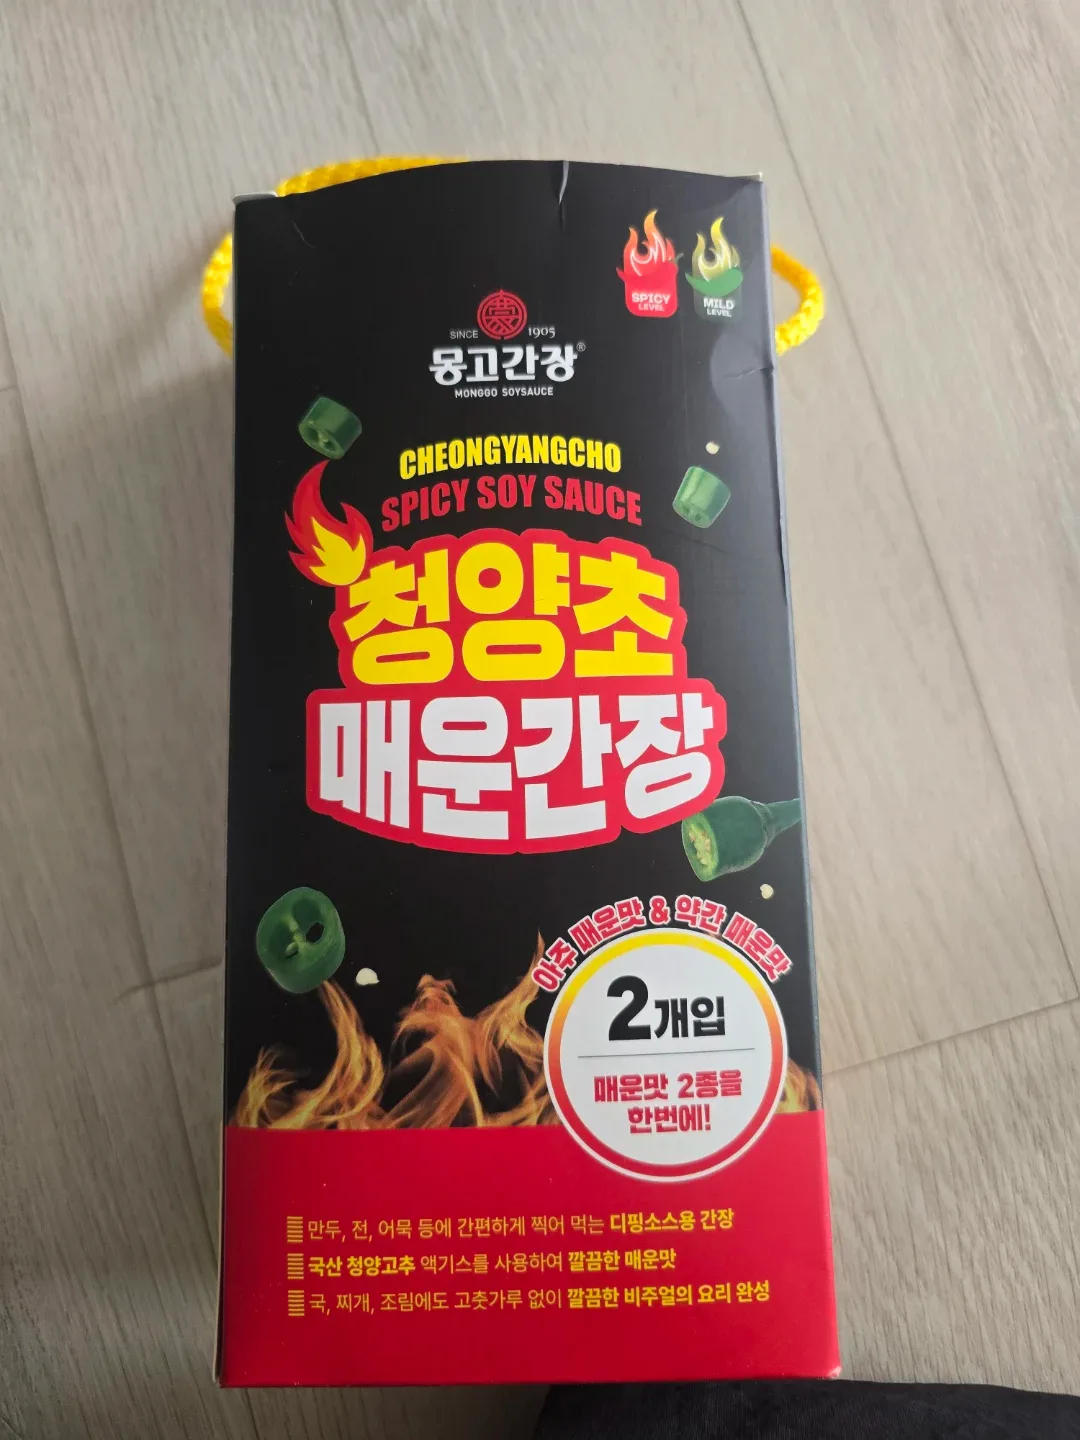 SPICY
LEVEL
MILD
LEVEL
SINCE 1905
몽고간장®
MONGGO SOYSAUCE
CHEONGYANGCHO
SPICY SOY SAUCE
청양초
매운간장
아주 매운맛 & 약간 매운맛
2개입
매운맛 2종을
한번에!
만두, 전, 어묵 등에 간편하게 찍어 먹는 디핑소스용 간장
국산 청양고추 액기스를 사용하여 깔끔한 매운맛
국, 찌개, 조림에도 고춧가루 없이 깔끔한 비주얼의 요리 완성